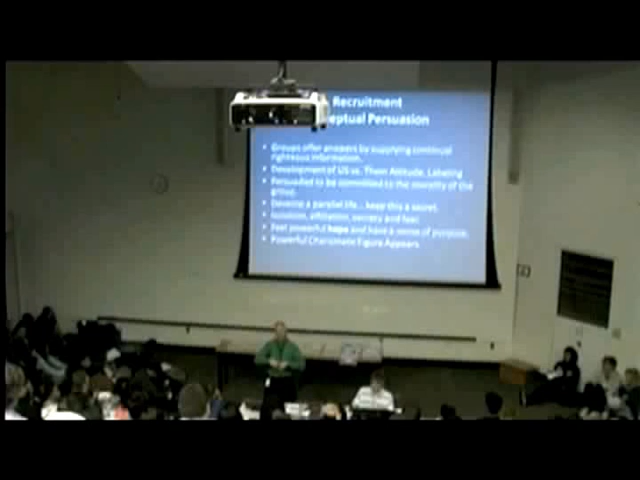 Recruitment
eptual Persuasion
Groups offer answers by supplying continual
righteous information.
Development of US vs. Them Attitude, Labeling
Persuaded to be committed to the morality of the
group.
Develop a parallel life... keep this a secret.
Isolation, affiliation, secrecy and fear.
Feel powerful hope and have a sense of purpose.
Powerful Charismatic Figure Appears